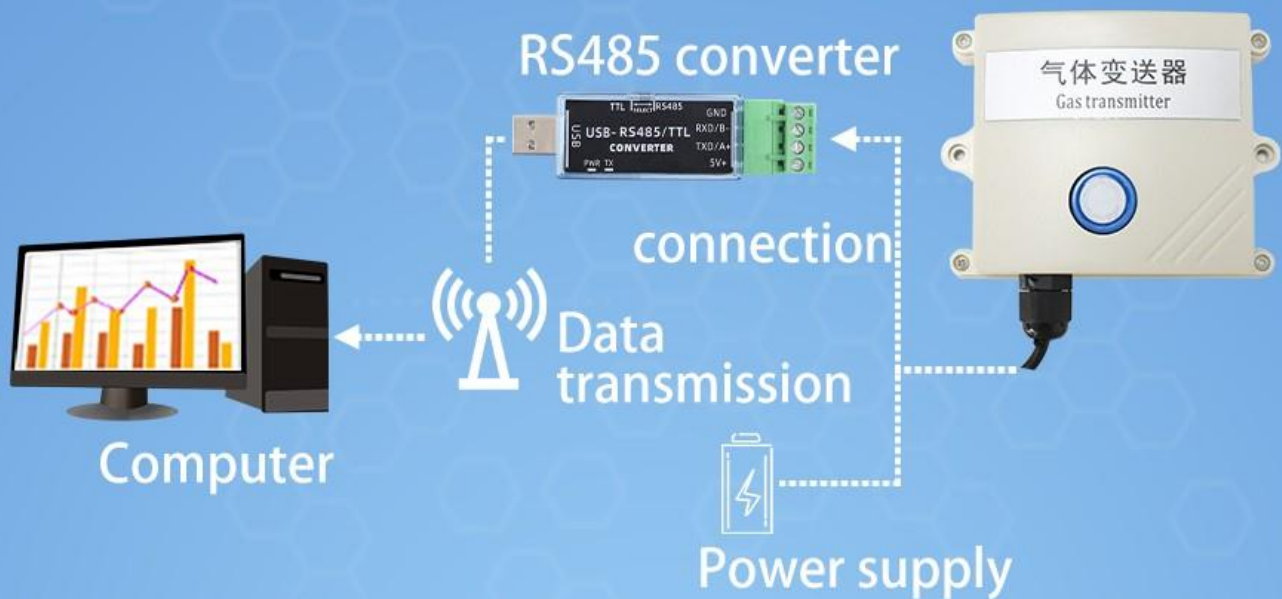 RS485 converter
TTL SELECT RS485
USB
USB-RS485/TTL
CONVERTER
PWR TX
GND
RXD/B-
TXD/A+
5V+
气体变送器
Gas transmitter
connection
Data
transmission
Computer
Power supply